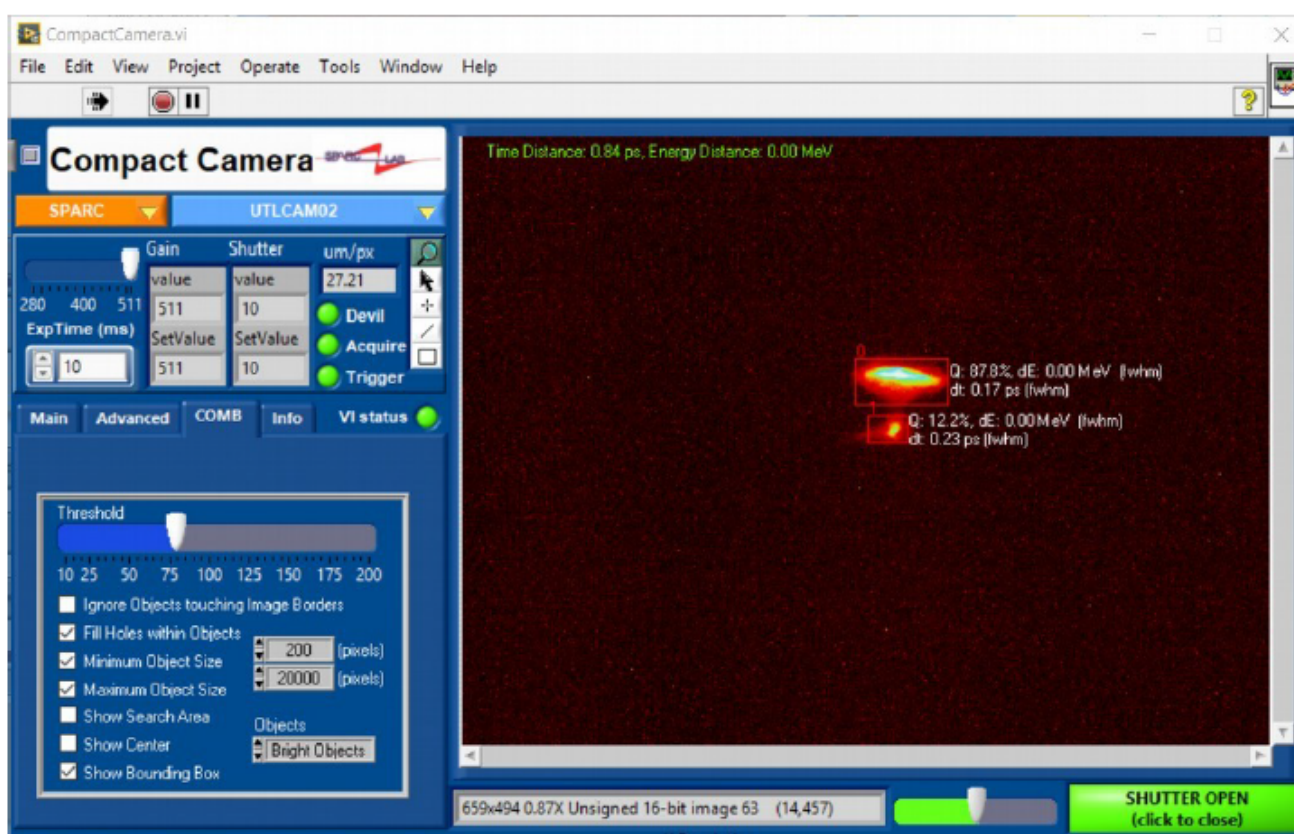 CompactCamera.vi
File Edit View Project Operate Tools Window Help
Compact Camera
LAB
SPARC
UTLCAM02
Gain Shutter um/px
value value 27.21
280 400 511
511 10
Devil
ExpTime (ms)
SetValue SetValue
Acquire
10
511 10
Trigger
Main Advanced COMB Info VI status
Threshold
10 25 50 75 100 125 150 175 200
Ignore Objects touching Image Borders
Fill Holes within Objects
Minimum Object Size 200 (pixels)
Maximum Object Size 20000 (pixels)
Show Search Area
Objects
Show Center
Bright Objects
Show Bounding Box
Time Distance: 0.84 ps, Energy Distance: 0.00 MeV
0
Q: 87.8%, dE: 0.00 MeV (fwhm)
dt: 0.17 ps (fwhm)
1
Q: 12.2%, dE: 0.00 MeV (fwhm)
dt: 0.23 ps (fwhm)
659x494 0.87X Unsigned 16-bit image 63 (14,457)
SHUTTER OPEN
(click to close)